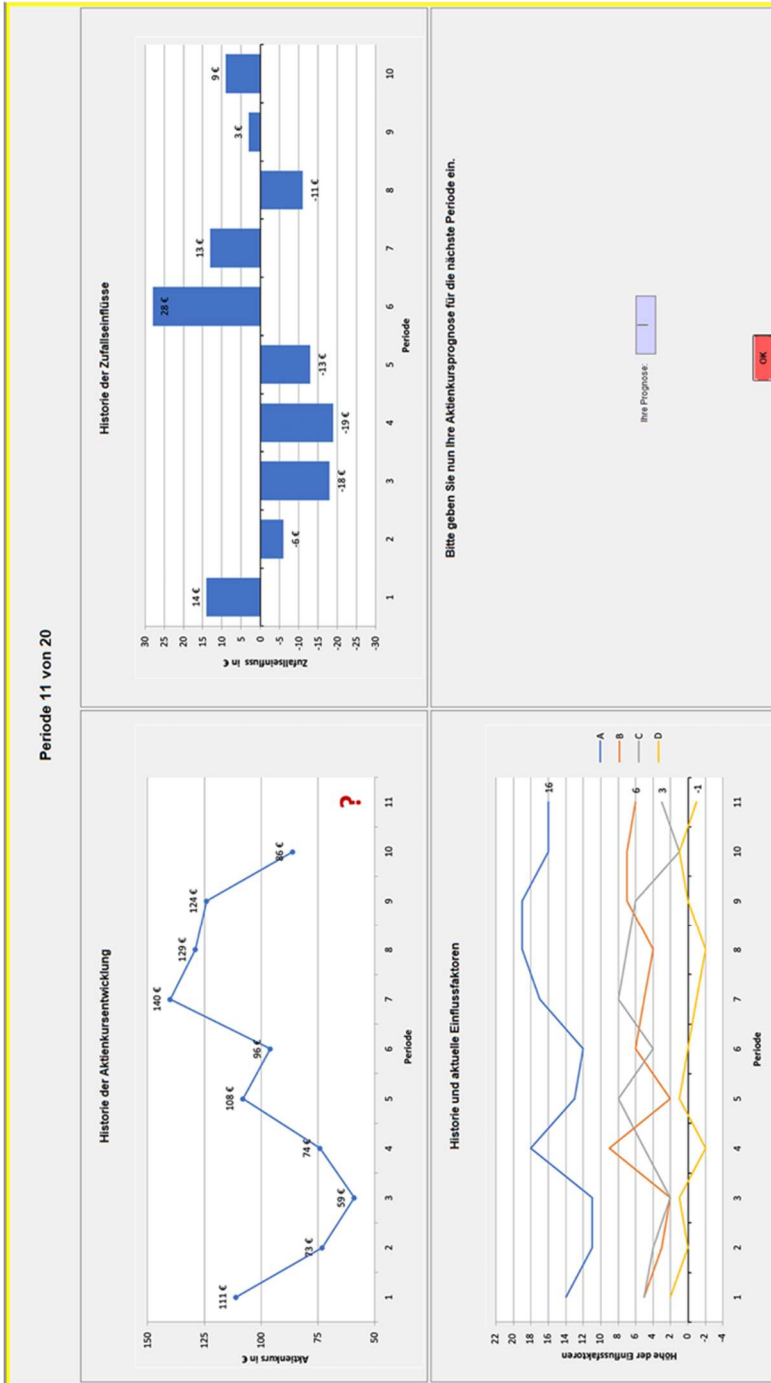 Periode 11 von 20
Historie der Aktienkursentwicklung
Aktienkurs in €
150
125
100
75
50
111 €
73 €
59 €
74 €
108 €
96 €
140 €
129 €
124 €
86 €
?
1 2 3 4 5 6 7 8 9 10 11
Periode
Historie der Zufallseinflüsse
Zufallseinfluss in €
30
25
20
15
10
5
0
-5
-10
-15
-20
-25
-30
14 €
-6 €
-18 €
-19 €
-13 €
28 €
13 €
-11 €
3 €
9 €
1 2 3 4 5 6 7 8 9 10
Periode
Historie und aktuelle Einflussfaktoren
Höhe der Einflussfaktoren
22
20
18
16
14
12
10
8
6
4
2
0
-2
-4
16
6
3
-1
A
B
C
D
1 2 3 4 5 6 7 8 9 10 11
Periode
Bitte geben Sie nun Ihre Aktienkursprognose für die nächste Periode ein.
Ihre Prognose:
OK